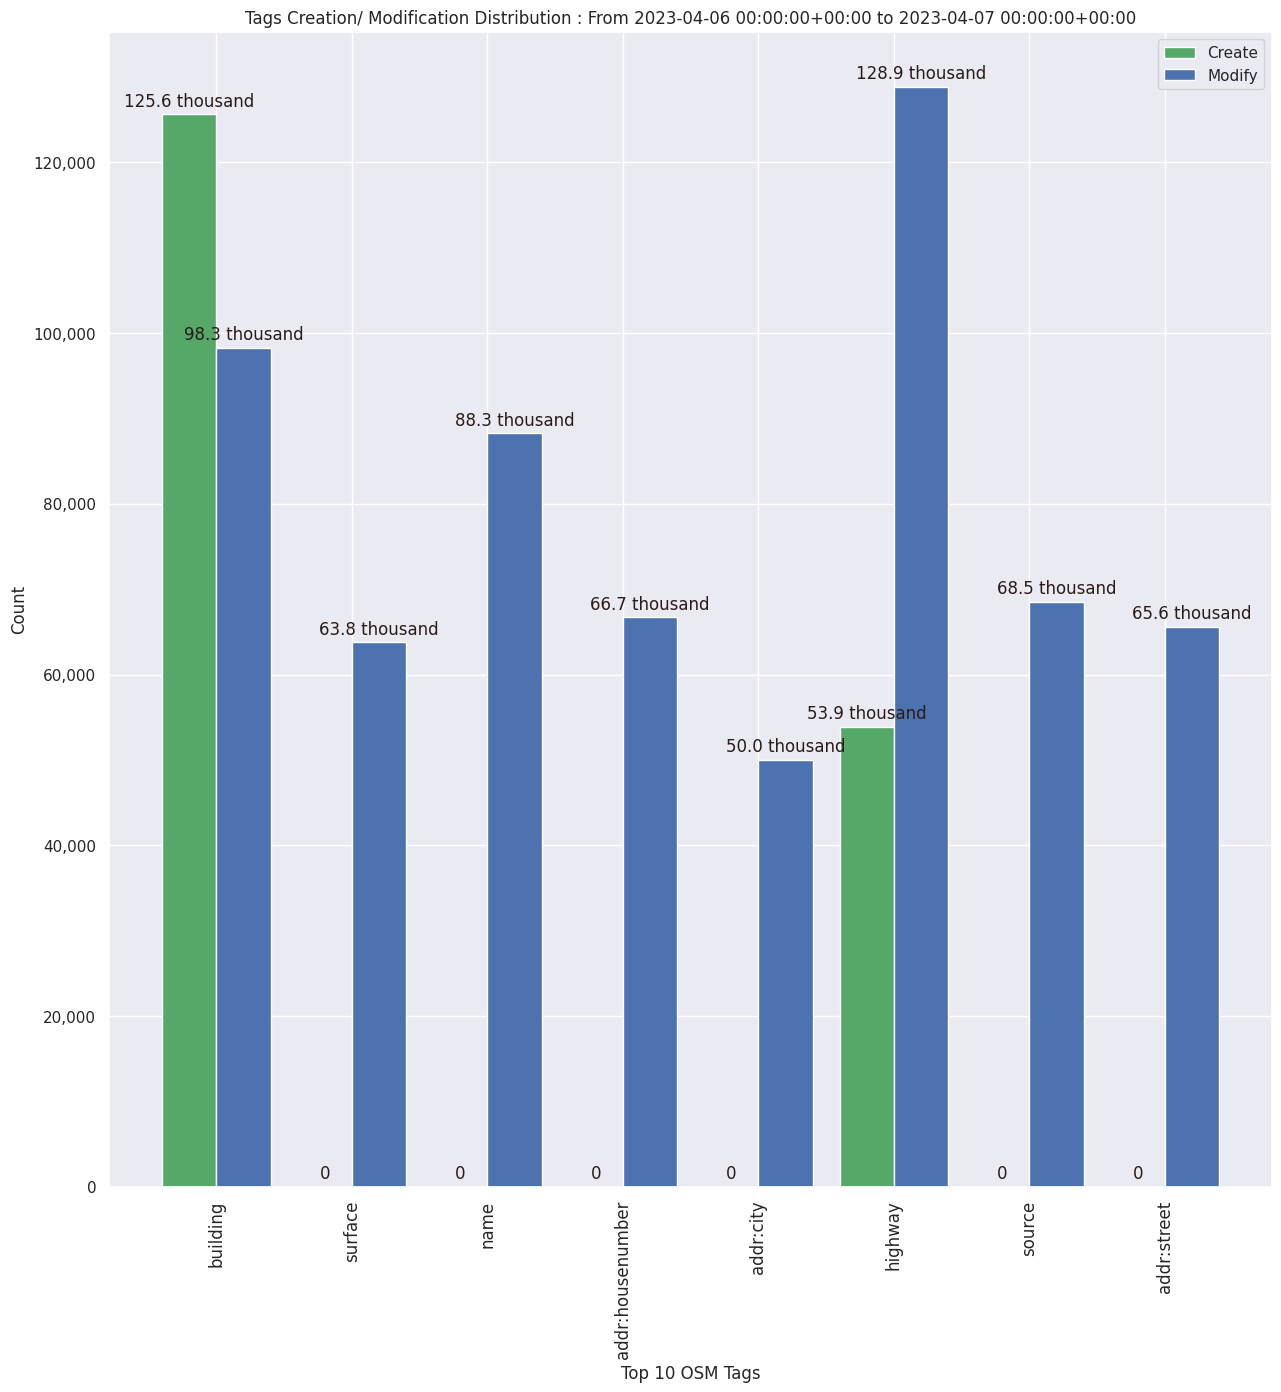 Tags Creation/ Modification Distribution : From 2023-04-06 00:00:00+00:00 to 2023-04-07 00:00:00+00:00
Create
Modify
128.9 thousand
125.6 thousand
98.3 thousand
88.3 thousand
68.5 thousand
66.7 thousand
65.6 thousand
63.8 thousand
53.9 thousand
50.0 thousand
0
0
0
0
0
0
Count
120,000
100,000
80,000
60,000
40,000
20,000
0
building
surface
name
addr:housenumber
addr:city
highway
source
addr:street
Top 10 OSM Tags